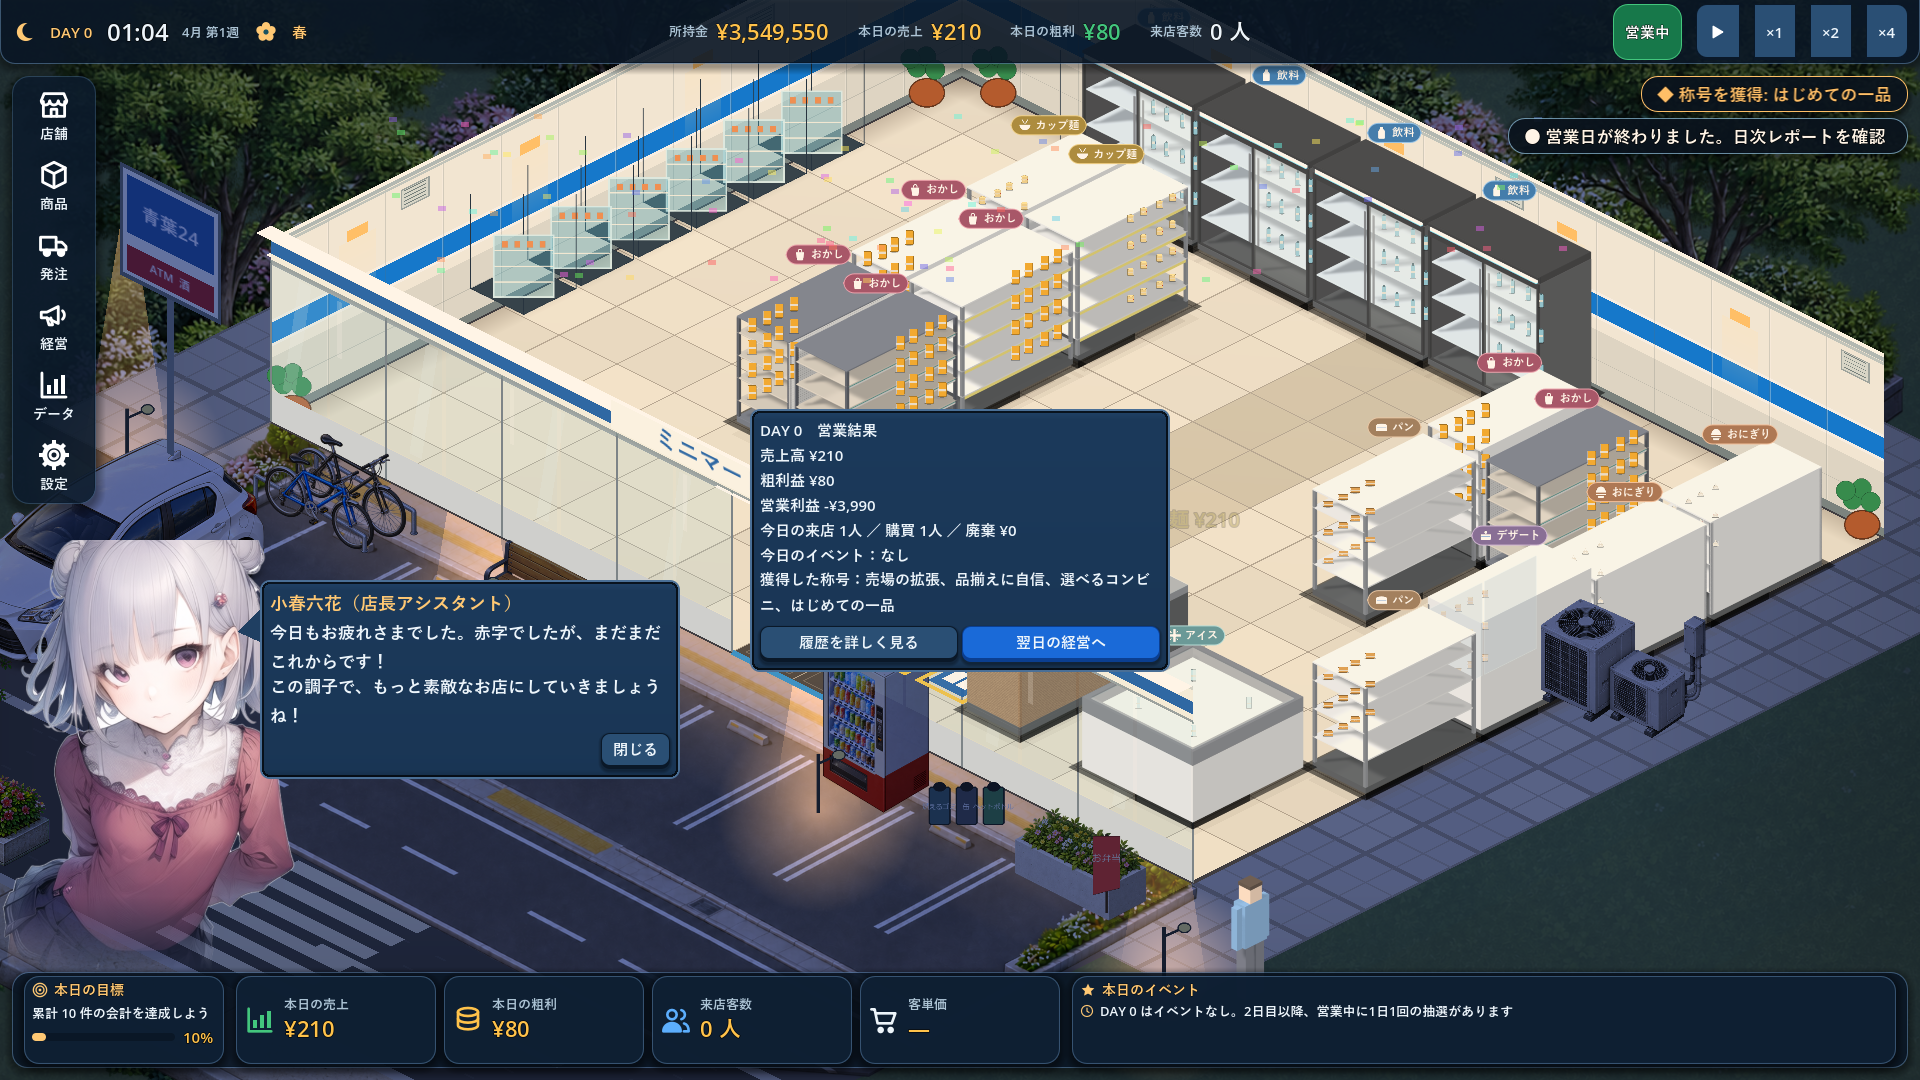 DAY 0 01:04 4月 第1週 春
所持金 ¥3,549,550 本日の売上 ¥210 本日の粗利 ¥80 来店客数 0 人
営業中 ×1 ×2 ×4
称号を獲得: はじめての一品
営業日が終わりました。日次レポートを確認
店舗
商品
発注
経営
データ
設定
青葉24
ATM 酒
飲料
飲料
飲料
カップ麺
カップ麺
おかし
おかし
おかし
おかし
おかし
おかし
パン
おにぎり
おにぎり
デザート
パン
アイス
ミニマー
麺 ¥210
DAY 0 営業結果
売上高 ¥210
粗利益 ¥80
営業利益 -¥3,990
今日の来店 1人 ／ 購買 1人 ／ 廃棄 ¥0
今日のイベント：なし
獲得した称号：売場の拡張、品揃えに自信、選べるコンビ
ニ、はじめての一品
履歴を詳しく見る 翌日の経営へ
小春六花（店長アシスタント）
今日もお疲れさまでした。赤字でしたが、まだまだ
これからです！
この調子で、もっと素敵なお店にしていきましょう
ね！
閉じる
お弁当
本日の目標
累計 10 件の会計を達成しよう
10%
本日の売上
¥210
本日の粗利
¥80
来店客数
0 人
客単価
—
本日のイベント
DAY 0 はイベントなし。2日目以降、営業中に1日1回の抽選があります